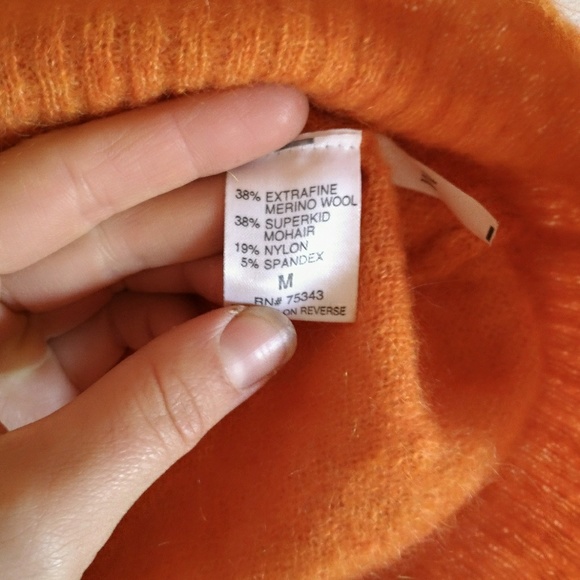 38% EXTRAFINE
MERINO WOOL
38% SUPERKID
MOHAIR
19% NYLON
5% SPANDEX
M
RN# 75343
ON REVERSE